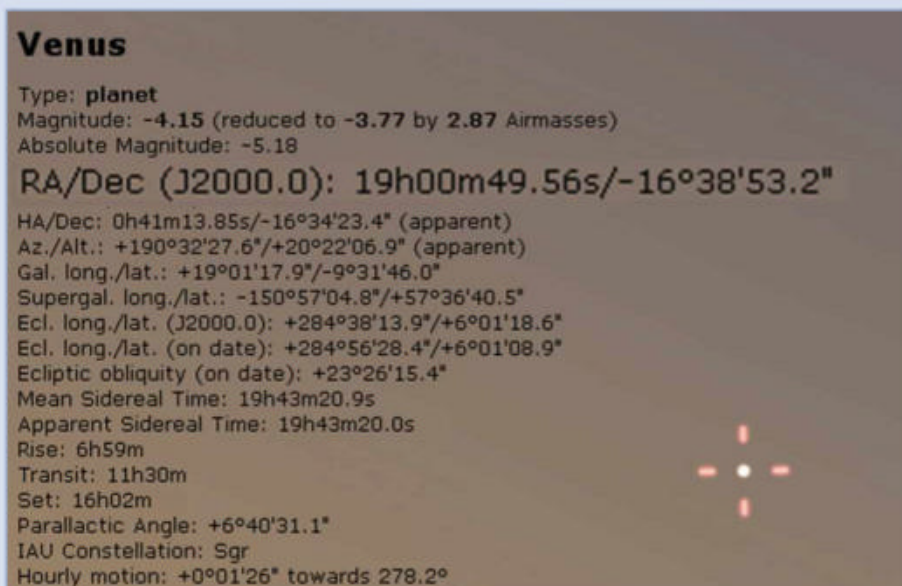 Venus
Type: planet
Magnitude: -4.15 (reduced to -3.77 by 2.87 Airmasses)
Absolute Magnitude: -5.18
RA/Dec (J2000.0): 19h00m49.56s/-16°38'53.2"
HA/Dec: 0h41m13.85s/-16°34'23.4" (apparent)
Az./Alt.: +190°32'27.6"/+20°22'06.9" (apparent)
Gal. long./lat.: +19°01'17.9"/-9°31'46.0"
Supergal. long./lat.: -150°57'04.8"/+57°36'40.5"
Ecl. long./lat. (J2000.0): +284°38'13.9"/+6°01'18.6"
Ecl. long./lat. (on date): +284°56'28.4"/+6°01'08.9"
Ecliptic obliquity (on date): +23°26'15.4"
Mean Sidereal Time: 19h43m20.9s
Apparent Sidereal Time: 19h43m20.0s
Rise: 6h59m
Transit: 11h30m
Set: 16h02m
Parallactic Angle: +6°40'31.1"
IAU Constellation: Sgr
Hourly motion: +0°01'26" towards 278.2°